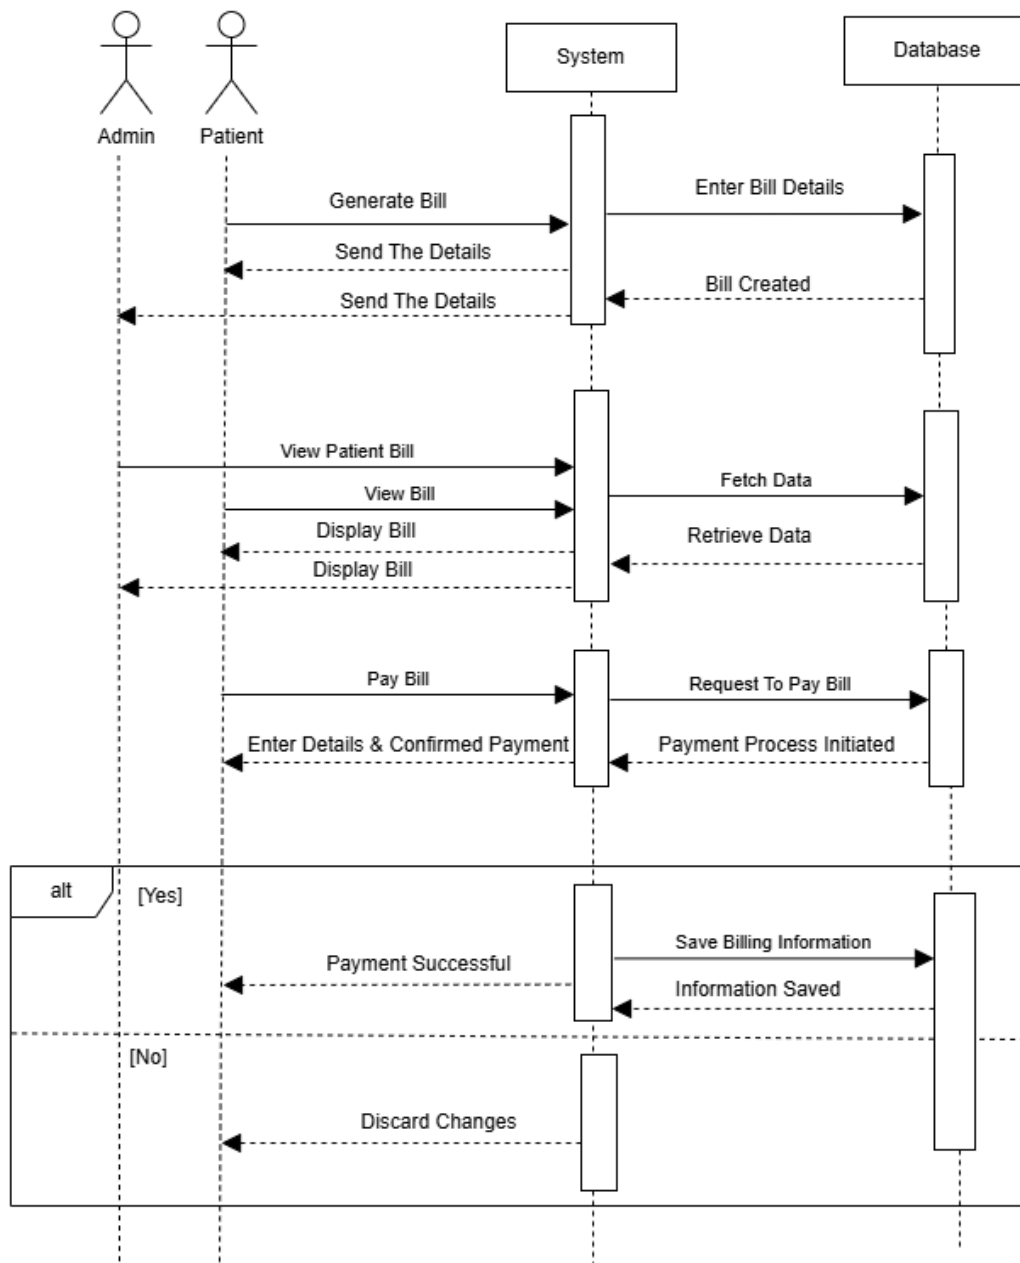 System
Database
Admin
Patient
Generate Bill
Enter Bill Details
Send The Details
Bill Created
Send The Details
View Patient Bill
Fetch Data
View Bill
Display Bill
Retrieve Data
Display Bill
Pay Bill
Request To Pay Bill
Enter Details & Confirmed Payment
Payment Process Initiated
alt
[Yes]
Save Billing Information
Payment Successful
Information Saved
[No]
Discard Changes